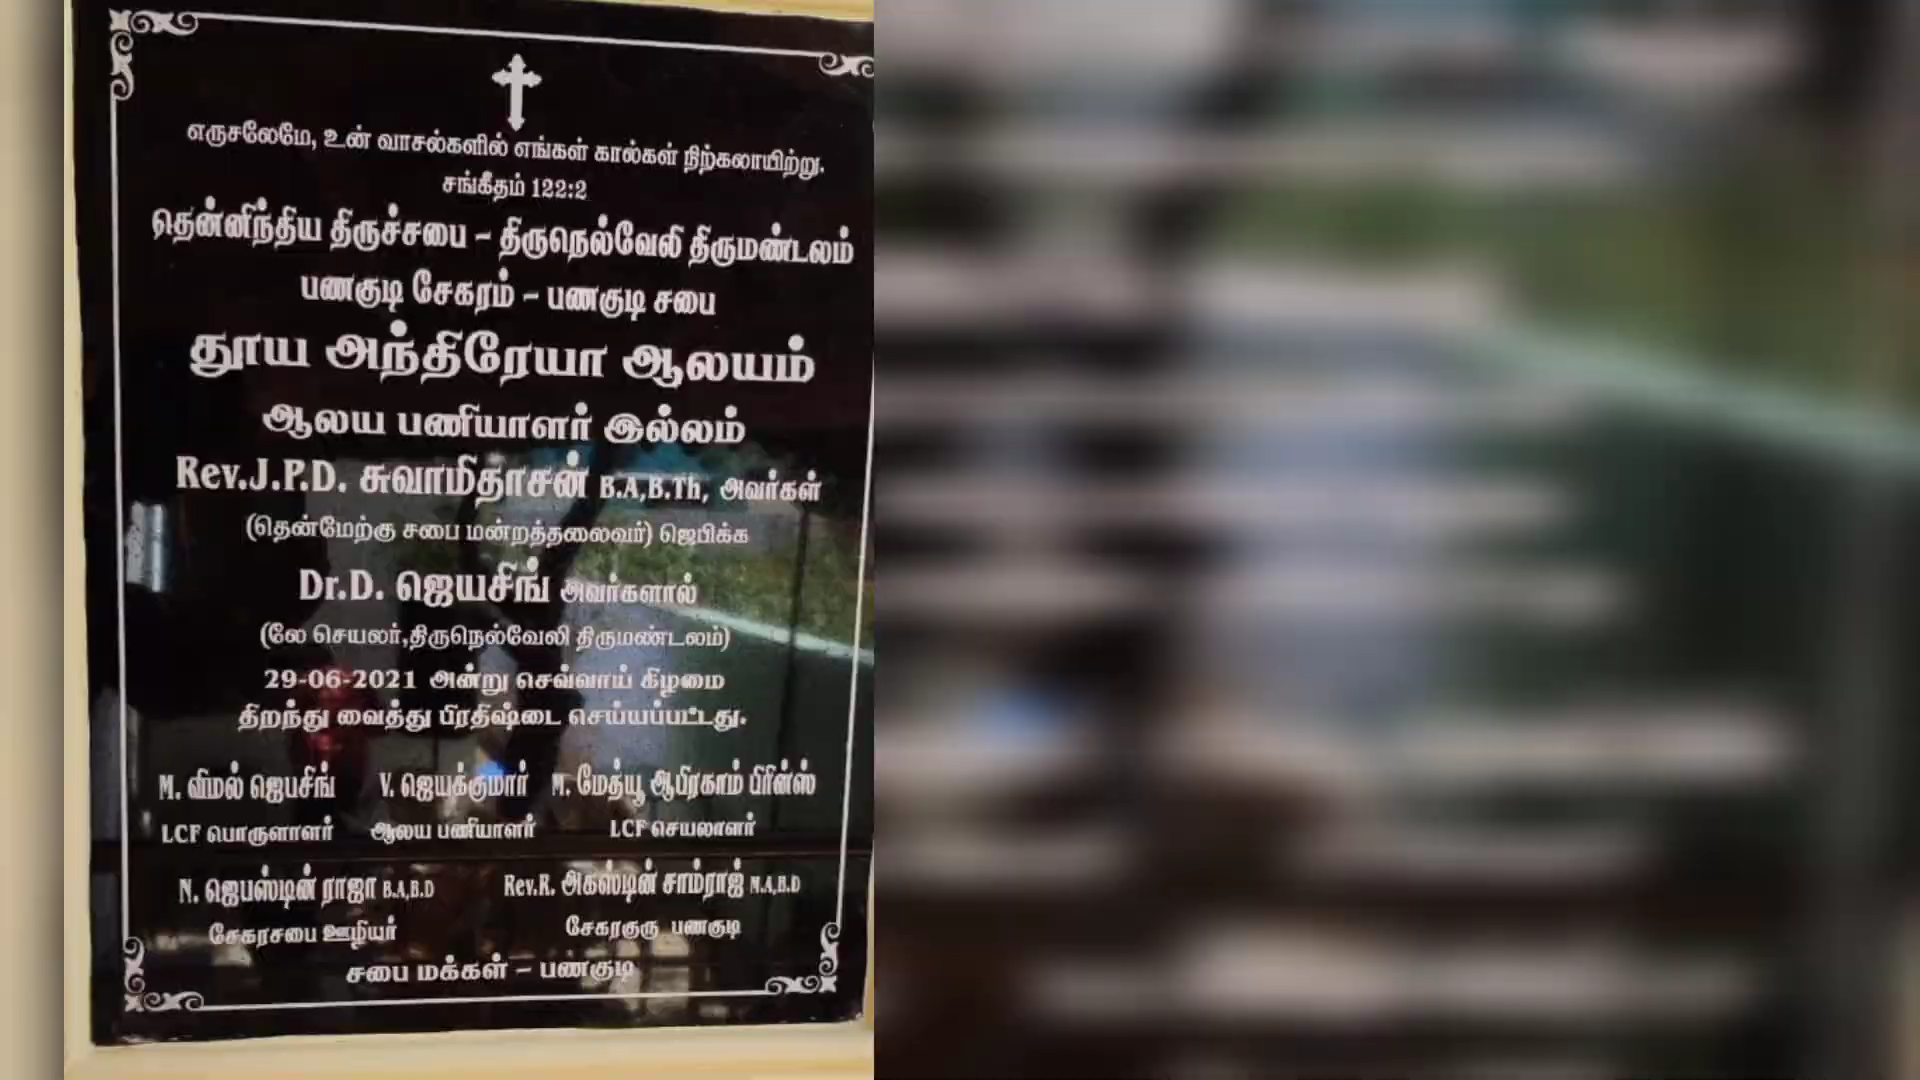 எருசலேமே, உன் வாசல்களில் எங்கள் கால்கள் நிற்கலாயிற்று.
சங்கீதம் 122:2
தென்னிந்திய திருச்சபை - திருநெல்வேலி திருமண்டலம்
பணகுடி சேகரம் - பணகுடி சபை
தூய அந்திரேயா ஆலயம்
ஆலய பணியாளர் இல்லம்
Rev.J.P.D. சுவாமிதாசன் B.A,B.Th, அவர்கள்
(தென்மேற்கு சபை மன்றத்தலைவர்) ஜெபிக்க
Dr.D. ஜெயசிங் அவர்களால்
(லே செயலர்,திருநெல்வேலி திருமண்டலம்)
29-06-2021 அன்று செவ்வாய் கிழமை
திறந்து வைத்து பிரதிஷ்டை செய்யப்பட்டது.
M. விமல் ஜெபசிங் V. ஜெயக்குமார் M. மேத்யூ ஆபிரகாம் பிரின்ஸ்
LCF பொருளாளர் ஆலய பணியாளர் LCF செயலாளர்
N. ஜெபஸ்டின் ராஜா B.A,B.D Rev.R. அகஸ்டின் சாம்ராஜ் M.A,B.D
சேகரசபை ஊழியர் சேகரகுரு பணகுடி
சபை மக்கள் - பணகுடி